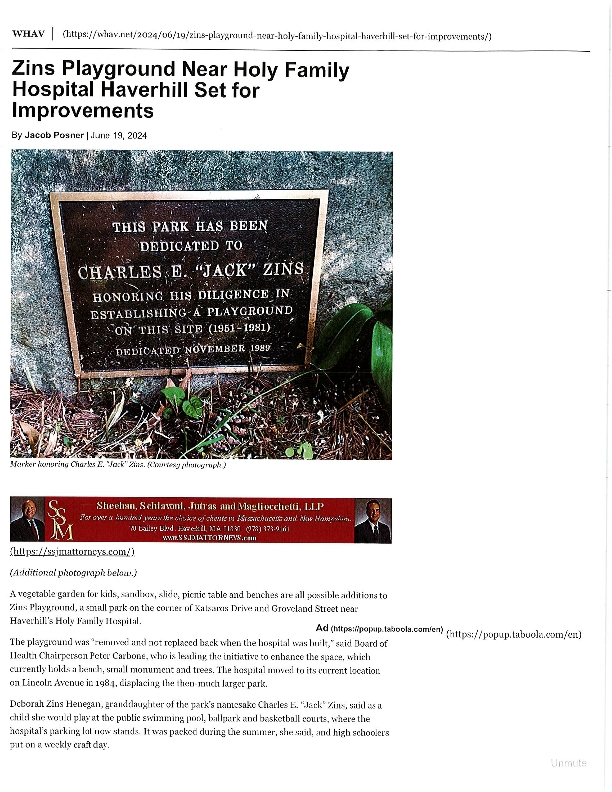 WHAV | (https://whav.net/2024/06/19/zins-playground-near-holy-family-hospital-haverhill-set-for-improvements/)
Zins Playground Near Holy Family
Hospital Haverhill Set for
Improvements
By Jacob Posner | June 19, 2024
THIS PARK HAS BEEN
DEDICATED TO
CHARLES E. "JACK" ZINS
HONORING HIS DILIGENCE IN
ESTABLISHING A PLAYGROUND
ON THIS SITE (1951-1981)
DEDICATED NOVEMBER 1989
Marker honoring Charles E. "Jack" Zins. (Courtesy photograph.)
SSM
Sheehan, Schiavoni, Jutras and Magliocchetti, LLP
For over a hundred years the choice of clients in Massachusetts and New Hampshire.
70 Bailey Blvd., Haverhill, MA 01830 (978) 373-9161
www.SSJMATTORNEYS.com
(https://ssjmattorneys.com/)
(Additional photograph below.)
A vegetable garden for kids, sandbox, slide, picnic table and benches are all possible additions to
Zins Playground, a small park on the corner of Katsaros Drive and Groveland Street near
Haverhill's Holy Family Hospital.
Ad (https://popup.taboola.com/en) (https://popup.taboola.com/en)
The playground was "removed and not replaced back when the hospital was built," said Board of
Health Chairperson Peter Carbone, who is leading the initiative to enhance the space, which
currently holds a bench, small monument and trees. The hospital moved to its current location
on Lincoln Avenue in 1984, displacing the then-much larger park.
Deborah Zins Henegan, granddaughter of the park's namesake Charles E. "Jack" Zins, said as a
child she would play at the public swimming pool, ballpark and basketball courts, where the
hospital's parking lot now stands. It was packed during the summer, she said, and high schoolers
put on a weekly craft day.
Unmute